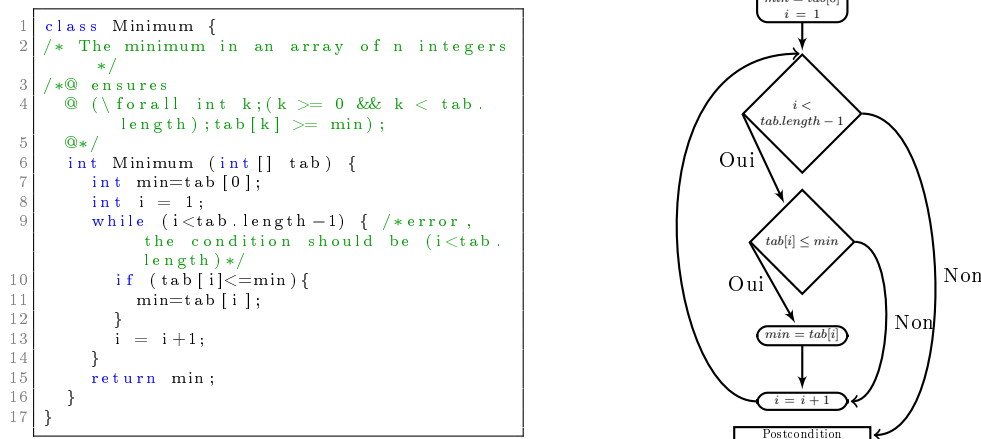 1 class Minimum {
2 /* The minimum in an array of n integers
*/
3 /*@ ensures
4 @ (\forall int k;(k >= 0 && k < tab.
length);tab[k] >= min);
5 @*/
6 int Minimum (int[] tab) {
7 int min=tab[0];
8 int i = 1;
9 while (i<tab.length-1) { /*error,
the condition should be (i<tab.
length)*/
10 if (tab[i]<=min){
11 min=tab[i];
12 }
13 i = i+1;
14 }
15 return min;
16 }
17 }
i = 1
i <
tab.length − 1
Oui
tab[i] ≤ min
Oui
Non
Non
min = tab[i]
i = i + 1
Postcondition